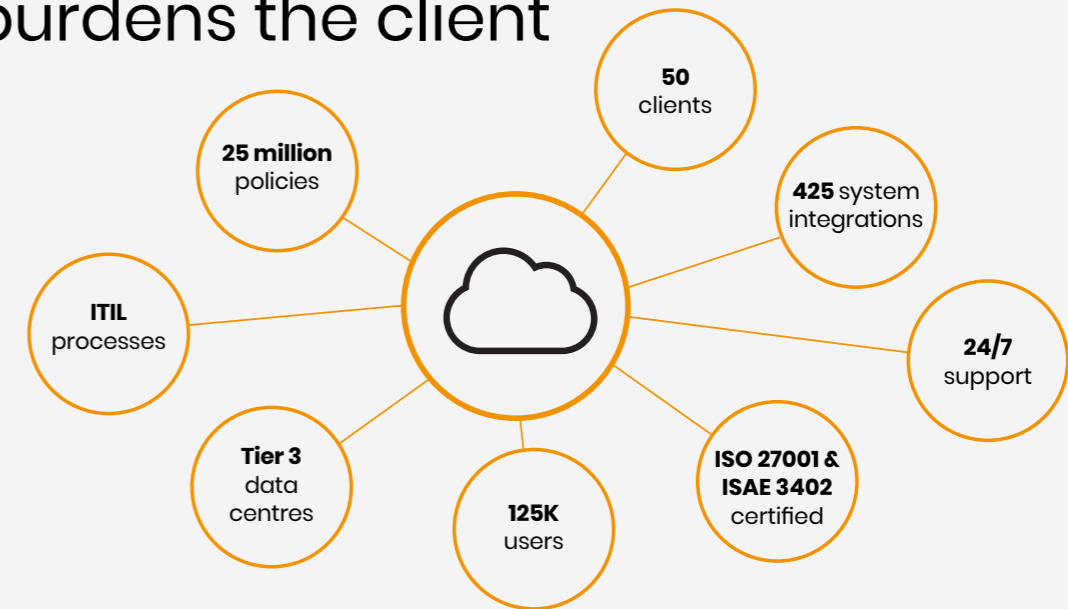 burdens the client
50
clients
25 million
policies
425 system
integrations
ITIL
processes
24/7
support
Tier 3
data
centres
ISO 27001 &
ISAE 3402
certified
125K
users